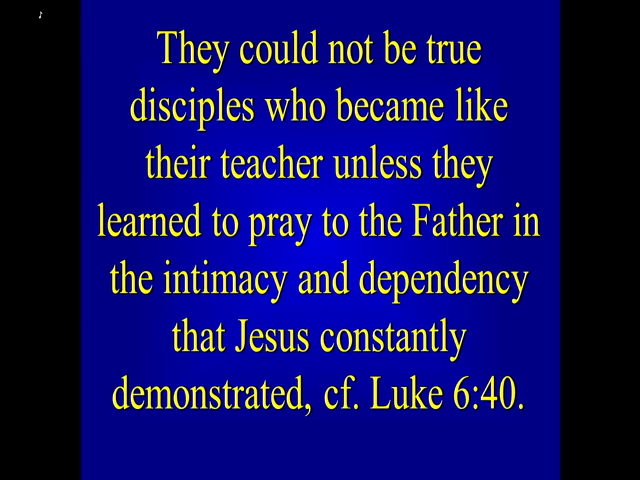 They could not be true
disciples who became like
their teacher unless they
learned to pray to the Father in
the intimacy and dependency
that Jesus constantly
demonstrated, cf. Luke 6:40.